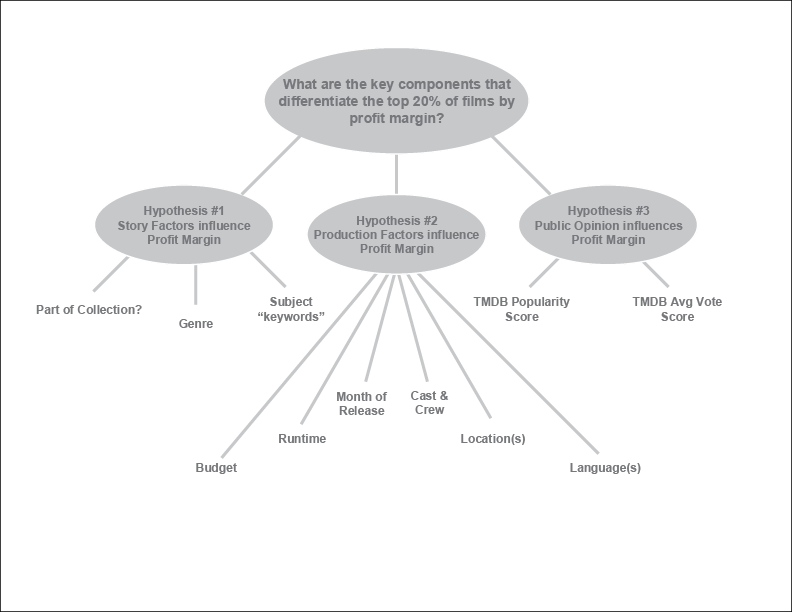 What are the key components that
differentiate the top 20% of films by
profit margin?
Hypothesis #1
Story Factors influence
Profit Margin
Hypothesis #2
Production Factors influence
Profit Margin
Hypothesis #3
Public Opinion influences
Profit Margin
Part of Collection?
Genre
Subject
“keywords”
TMDB Popularity
Score
TMDB Avg Vote
Score
Budget
Runtime
Month of
Release
Cast &
Crew
Location(s)
Language(s)